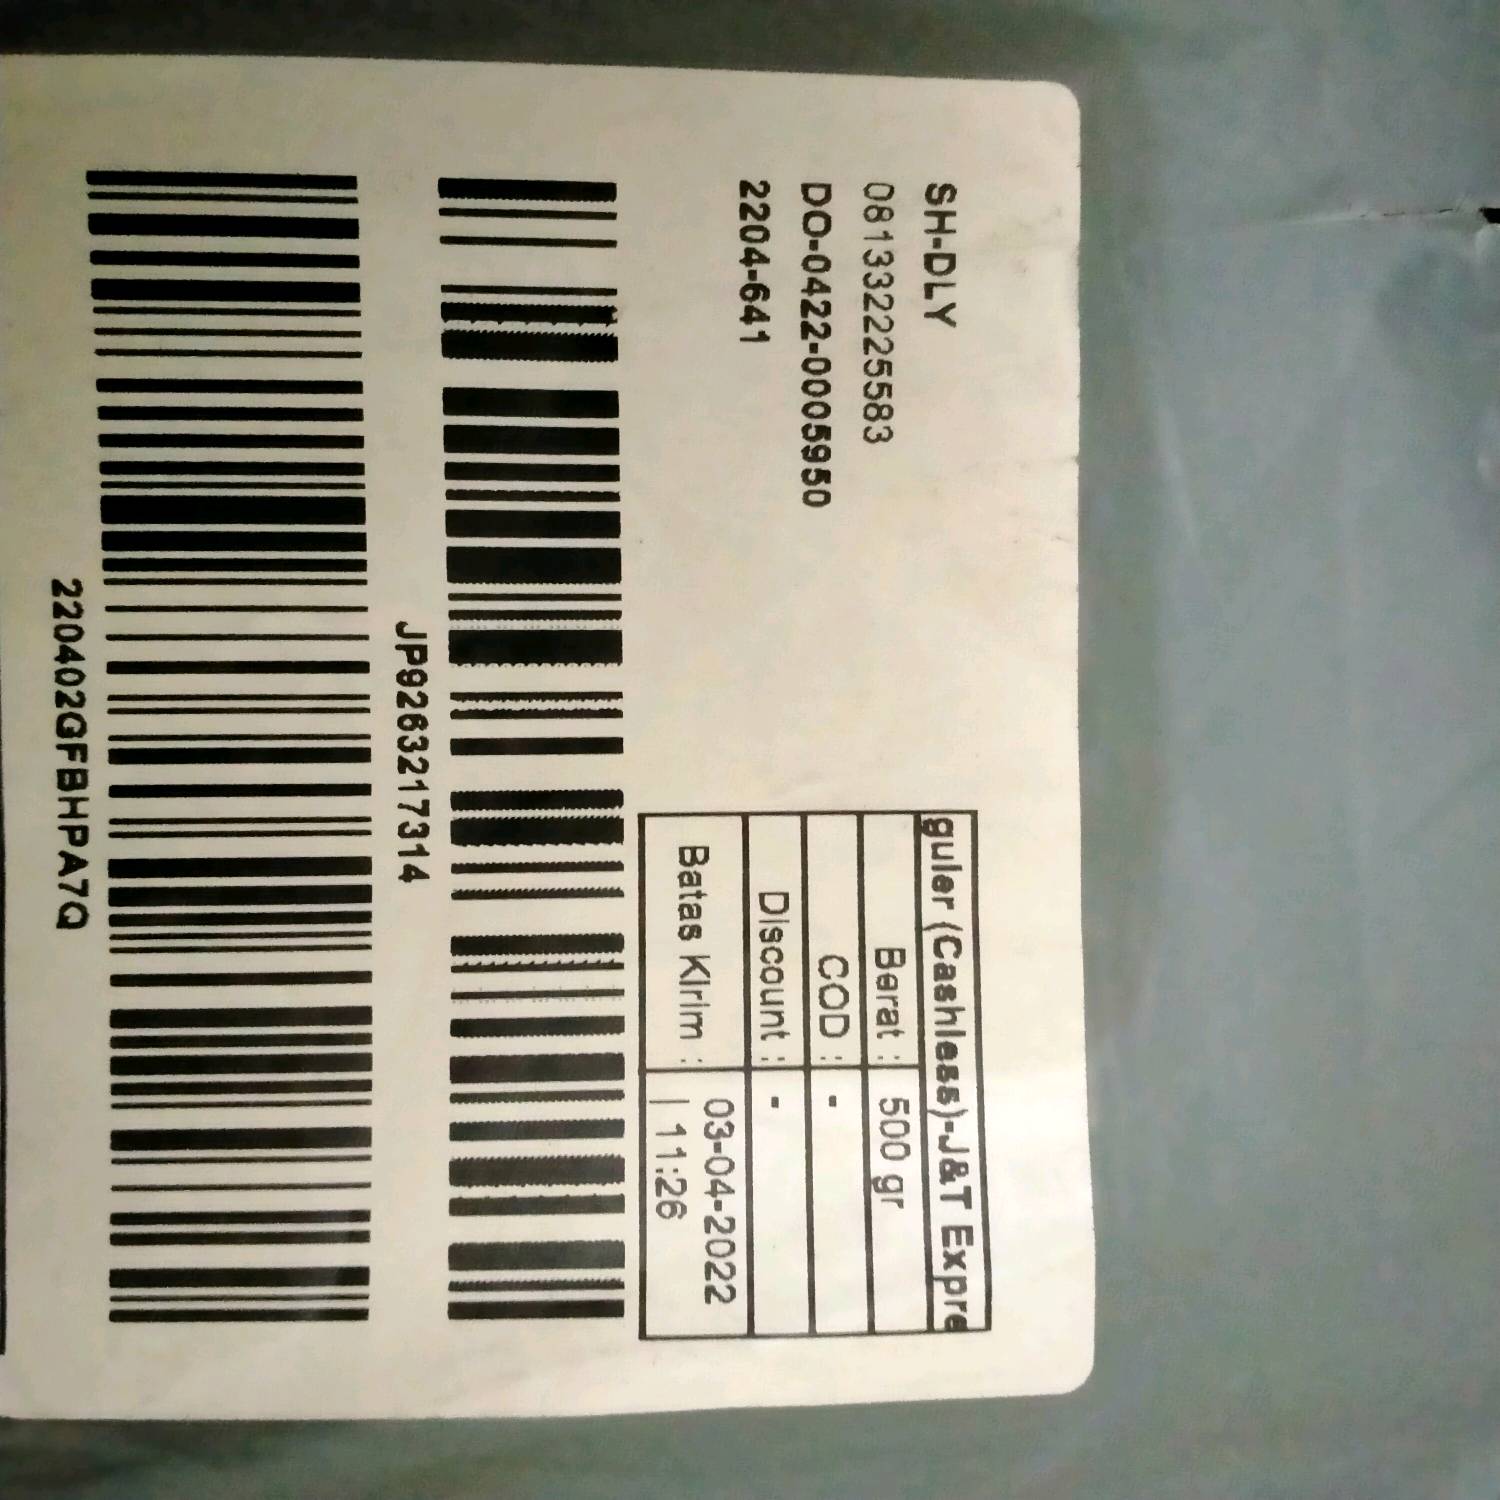 SH-DLY
081332225583
DO-0422-0005950
2204-641
guler (Cashless)-J&T Expre
Berat : 500 gr
COD : -
Discount : -
Batas Kirim : 03-04-2022
| 11:26
JP9263217314
220402GFBHPA7Q